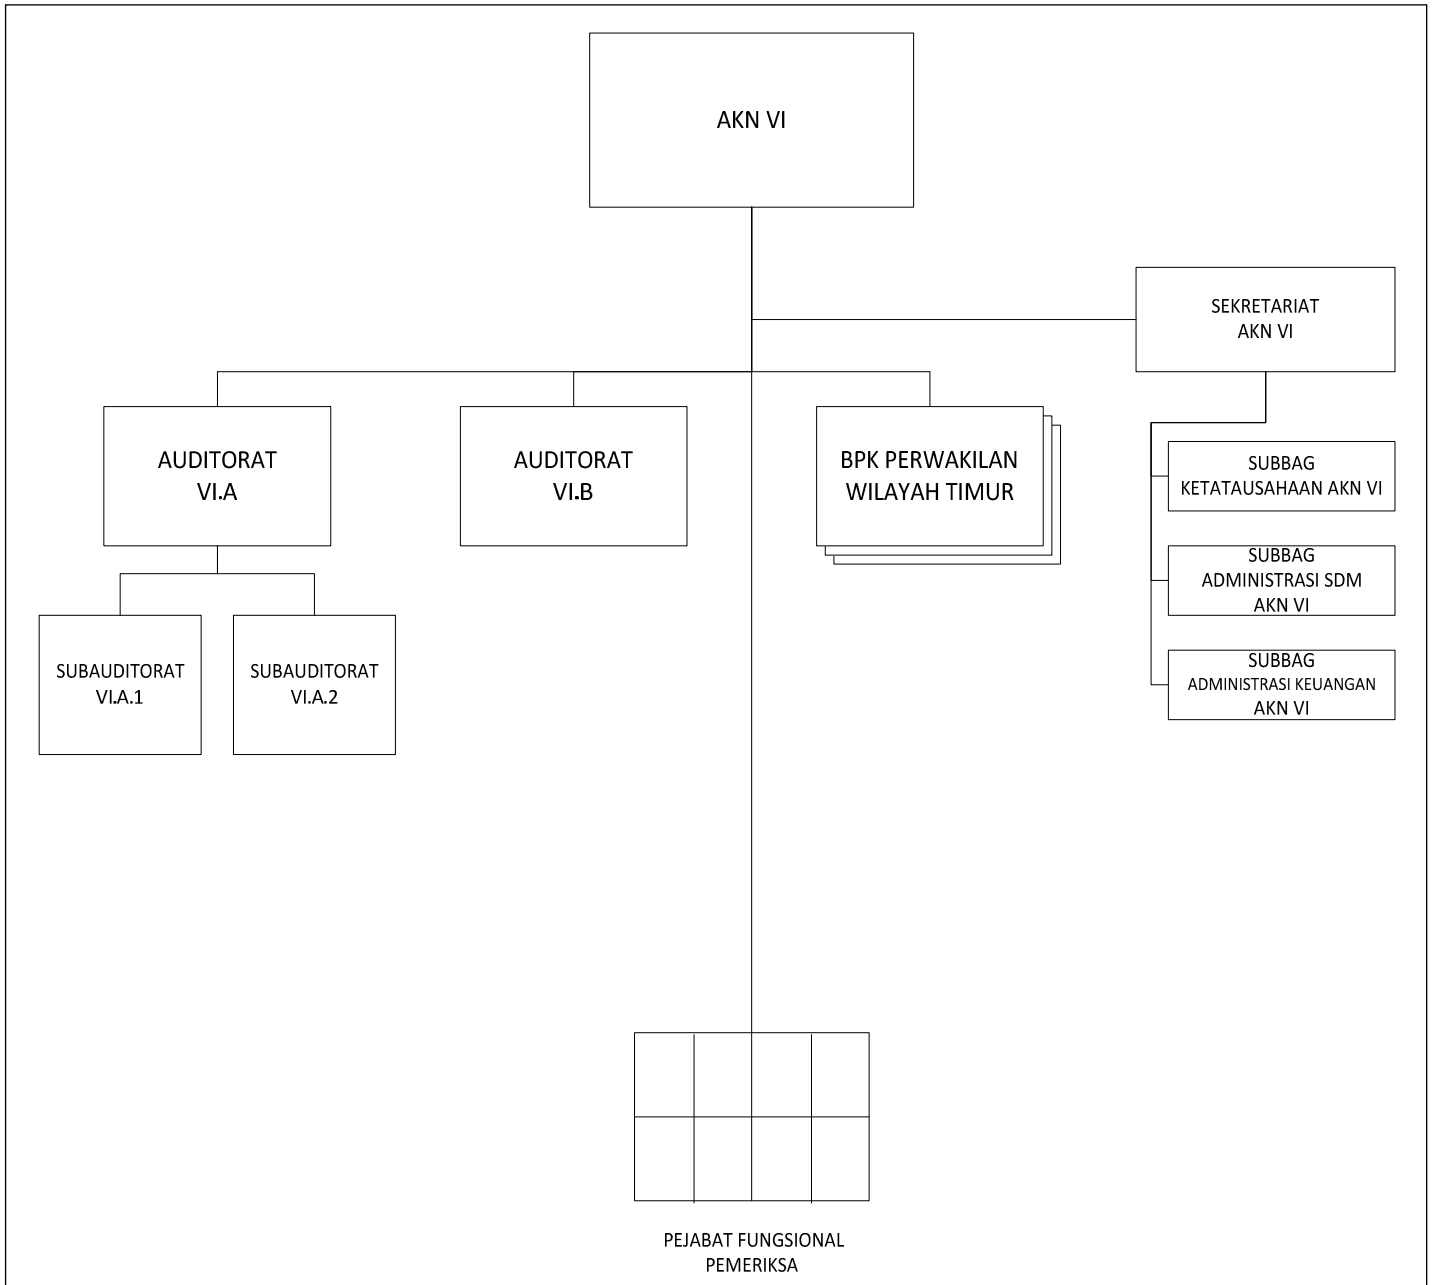 AKN VI
SEKRETARIAT
AKN VI
AUDITORAT
VI.A
AUDITORAT
VI.B
BPK PERWAKILAN
WILAYAH TIMUR
SUBBAG
KETATAUSAHAAN AKN VI
SUBBAG
ADMINISTRASI SDM
AKN VI
SUBBAG
ADMINISTRASI KEUANGAN
AKN VI
SUBAUDITORAT
VI.A.1
SUBAUDITORAT
VI.A.2
PEJABAT FUNGSIONAL
PEMERIKSA